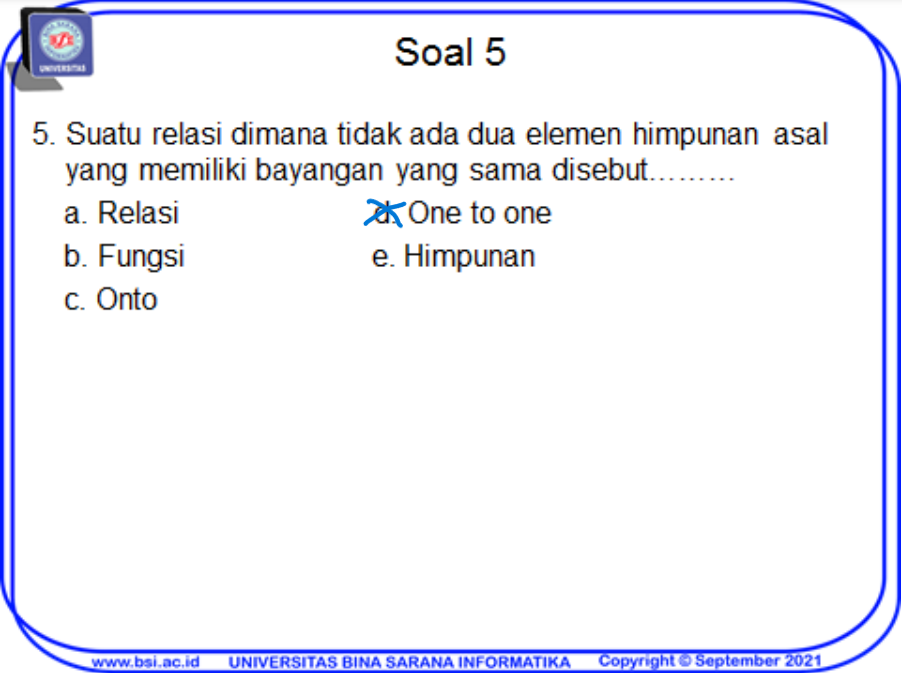 UNIVERSITAS
Soal 5
5. Suatu relasi dimana tidak ada dua elemen himpunan asal
yang memiliki bayangan yang sama disebut.........
a. Relasi
d. One to one
b. Fungsi
e. Himpunan
c. Onto
www.bsi.ac.id UNIVERSITAS BINA SARANA INFORMATIKA Copyright © September 2021